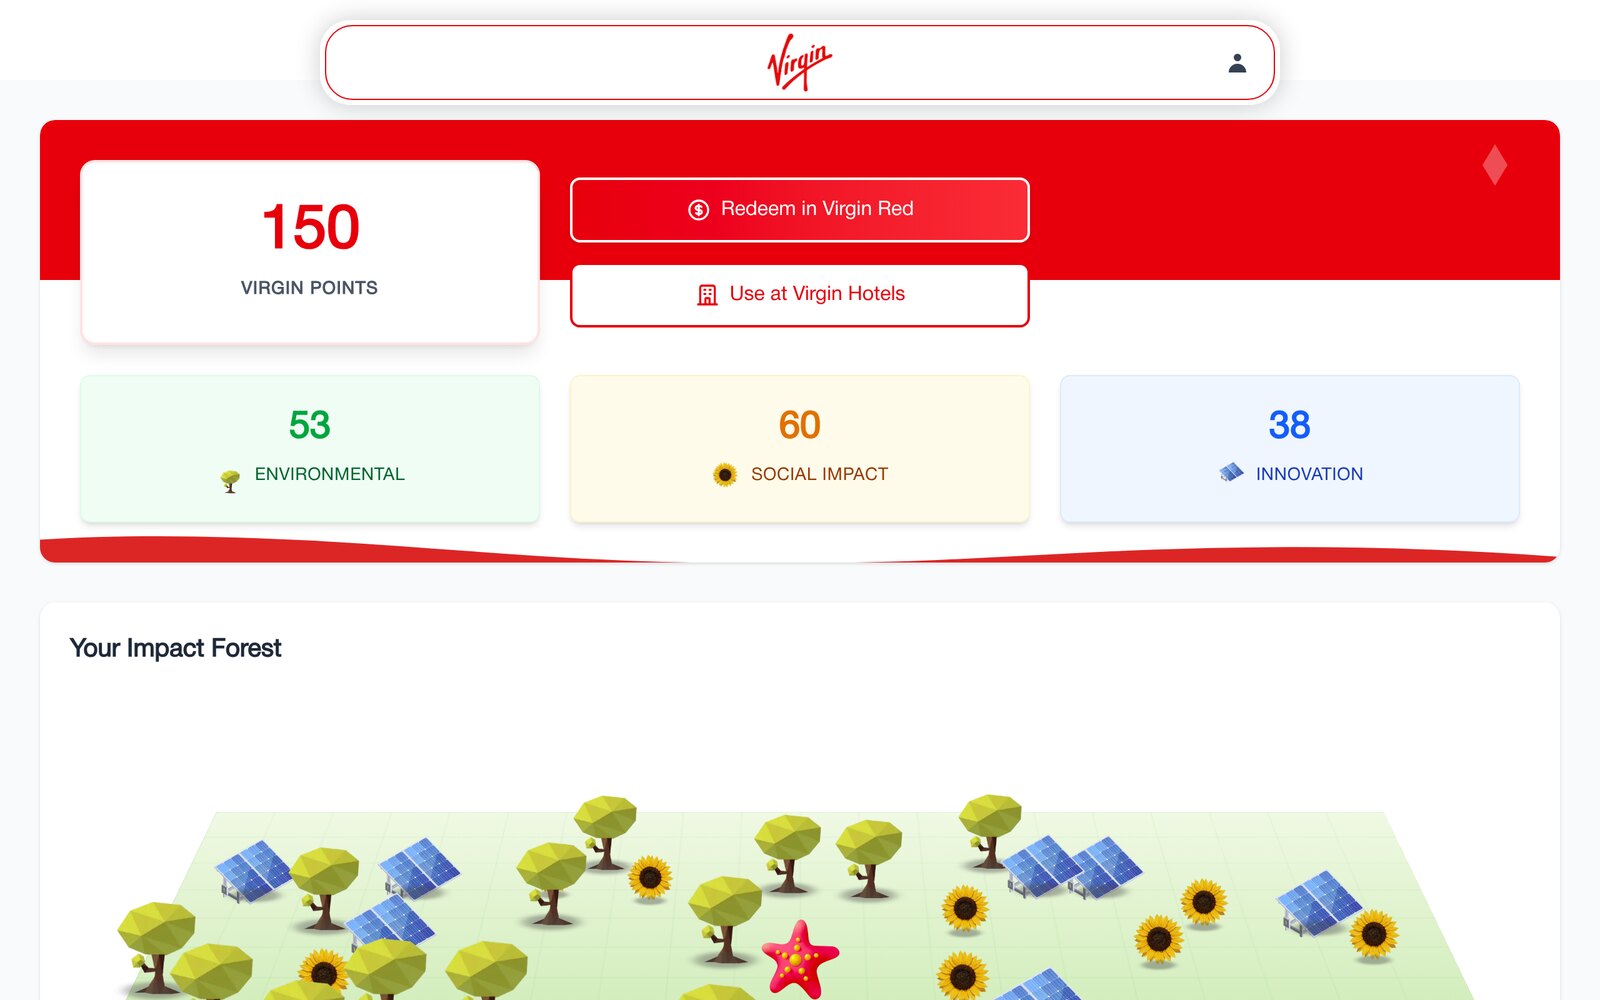 Virgin
150
VIRGIN POINTS
Redeem in Virgin Red
Use at Virgin Hotels
53
ENVIRONMENTAL
60
SOCIAL IMPACT
38
INNOVATION
Your Impact Forest